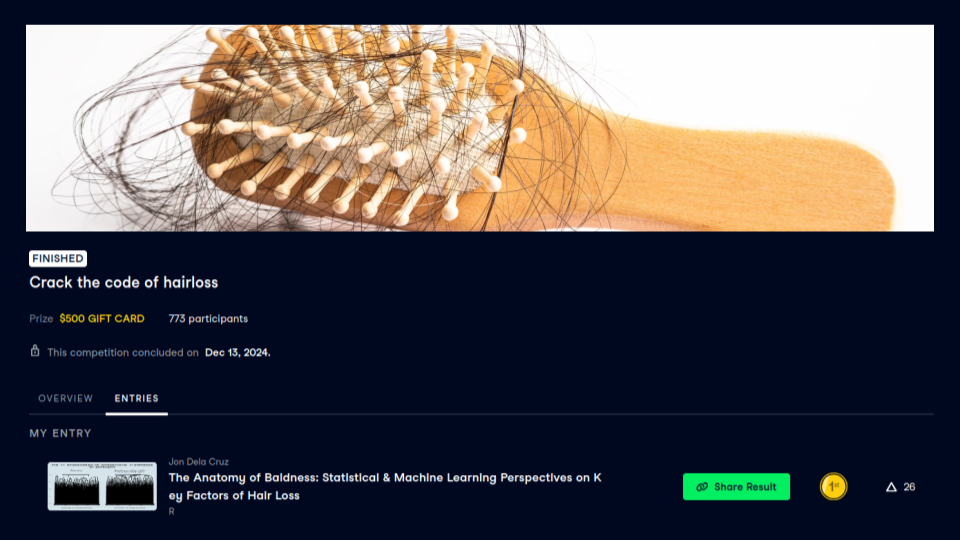 FINISHED
Crack the code of hairloss
Prize $500 GIFT CARD 773 participants
This competition concluded on Dec 13, 2024.
OVERVIEW ENTRIES
MY ENTRY
Jon Dela Cruz
The Anatomy of Baldness: Statistical & Machine Learning Perspectives on K
ey Factors of Hair Loss
R
Share Result
1st
26